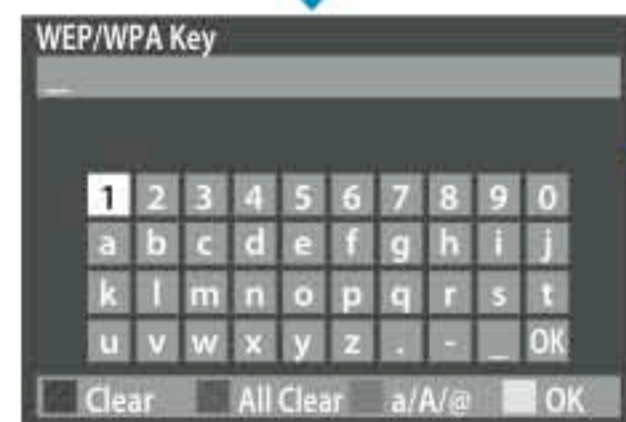 WEP/WPA Key
_
1 2 3 4 5 6 7 8 9 0
a b c d e f g h i j
k l m n o p q r s t
u v w x y z . - _ OK
Clear All Clear a/A/@ OK